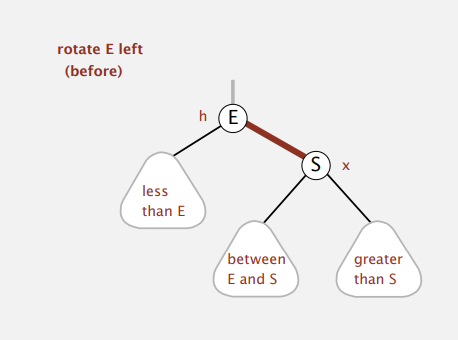 rotate E left
(before)
h
E
S
x
less
than E
between
E and S
greater
than S